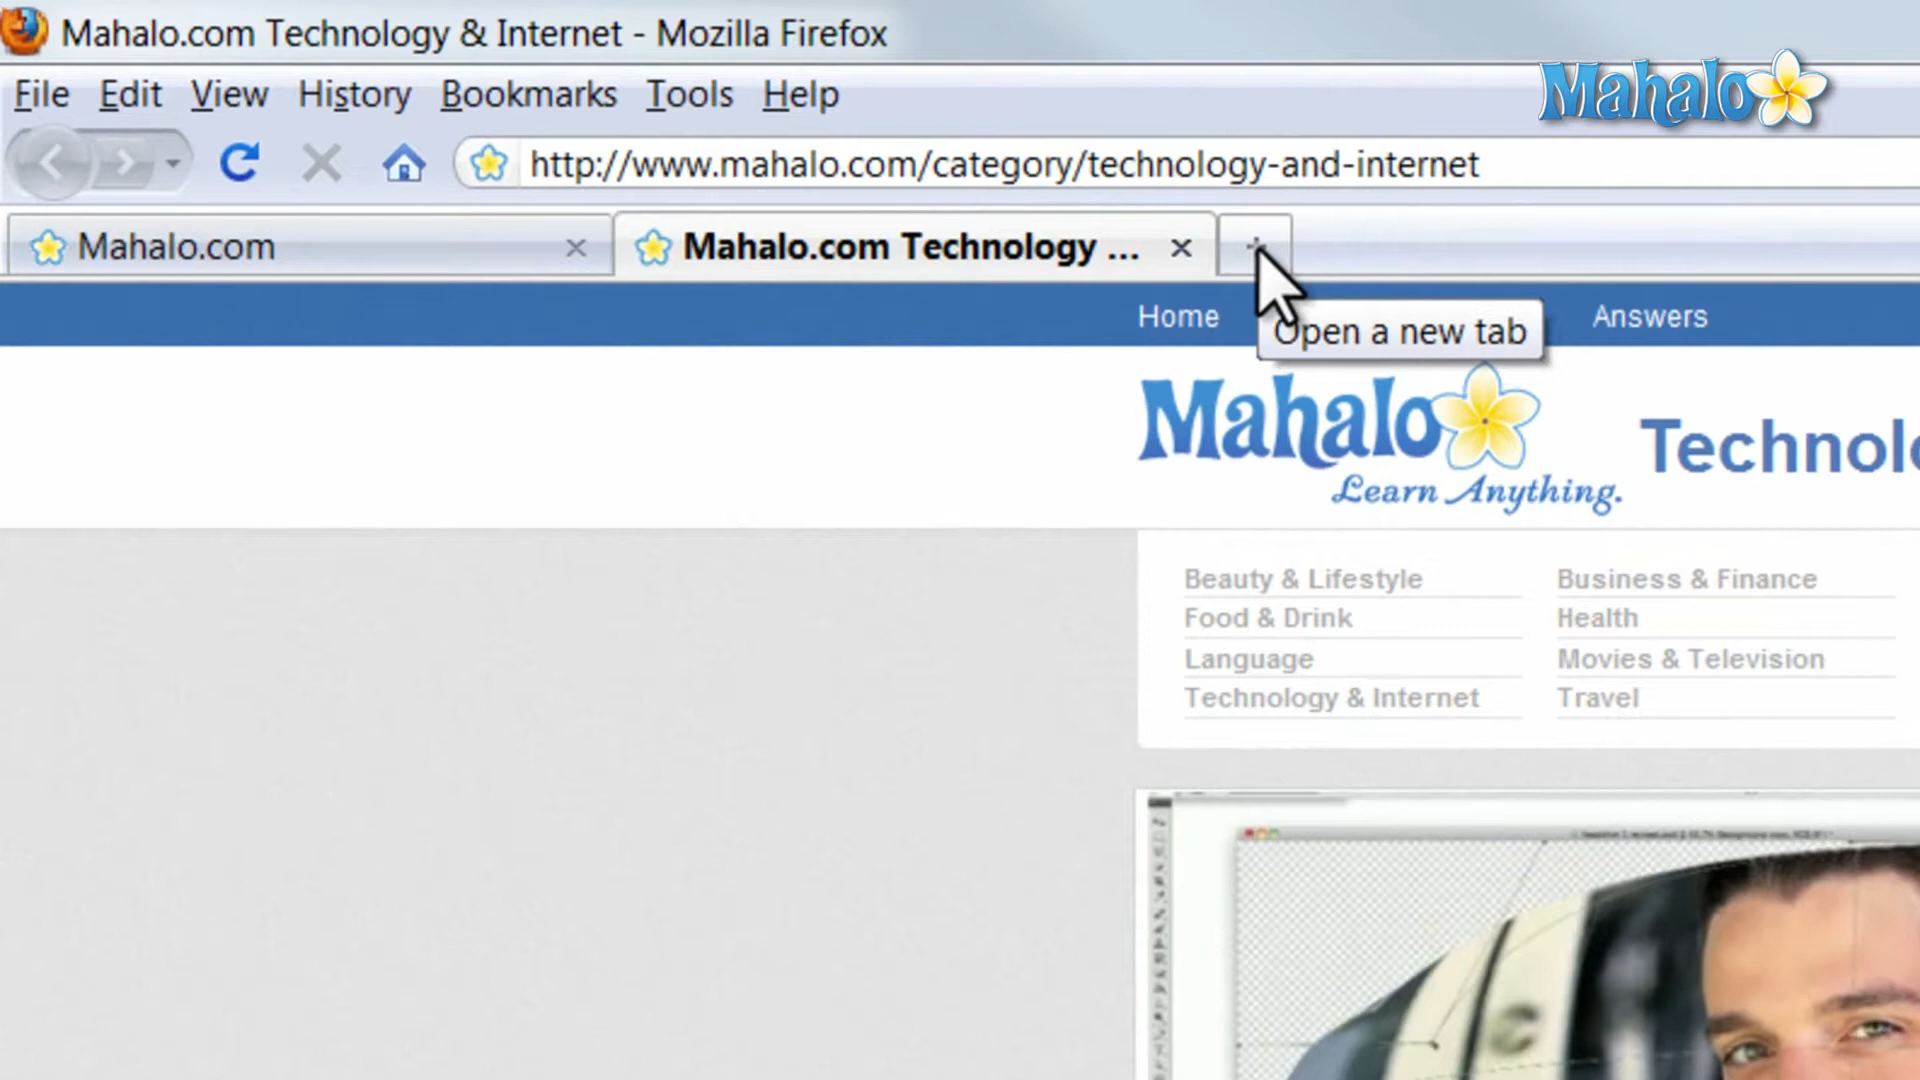 Mahalo.com Technology & Internet - Mozilla Firefox
File Edit View History Bookmarks Tools Help
Mahalo
http://www.mahalo.com/category/technology-and-internet
Mahalo.com
Mahalo.com Technology ...
Home
Open a new tab
Answers
Mahalo
Learn Anything.
Technolo
Beauty & Lifestyle
Business & Finance
Food & Drink
Health
Language
Movies & Television
Technology & Internet
Travel